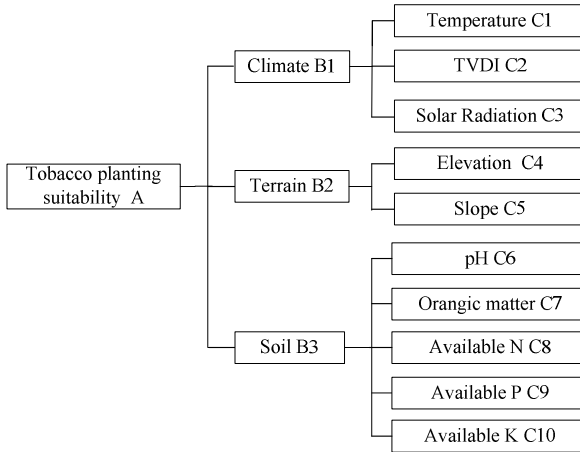 Temperature C1
Climate B1
TVDI C2
Solar Radiation C3
Tobacco planting
suitability A
Terrain B2
Elevation C4
Slope C5
pH C6
Orangic matter C7
Soil B3
Available N C8
Available P C9
Available K C10